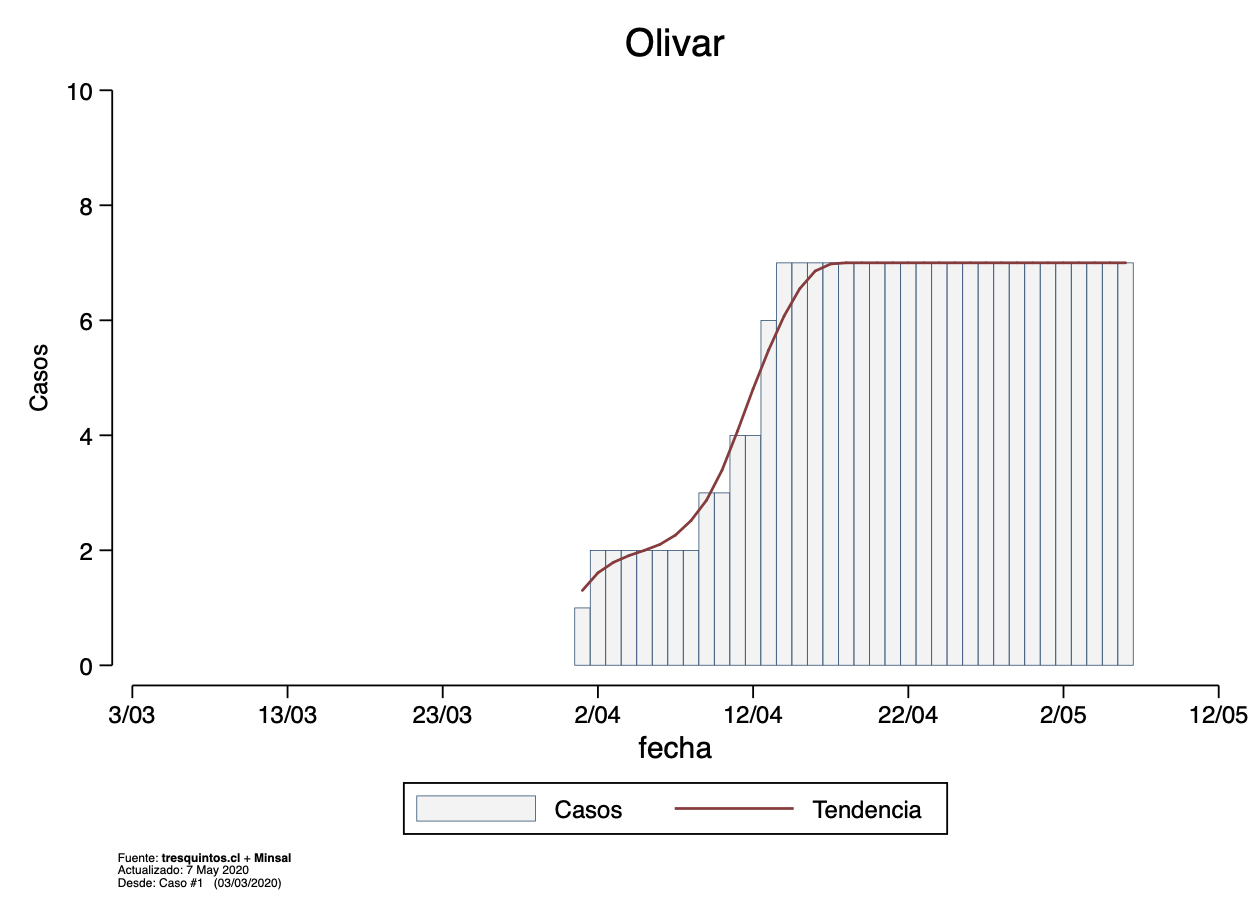 Olivar
10
8
6
4
2
0
Casos
3/03 13/03 23/03 2/04 12/04 22/04 2/05 12/05
fecha
Casos Tendencia
Fuente: tresquintos.cl + Minsal
Actualizado: 7 May 2020
Desde: Caso #1 (03/03/2020)